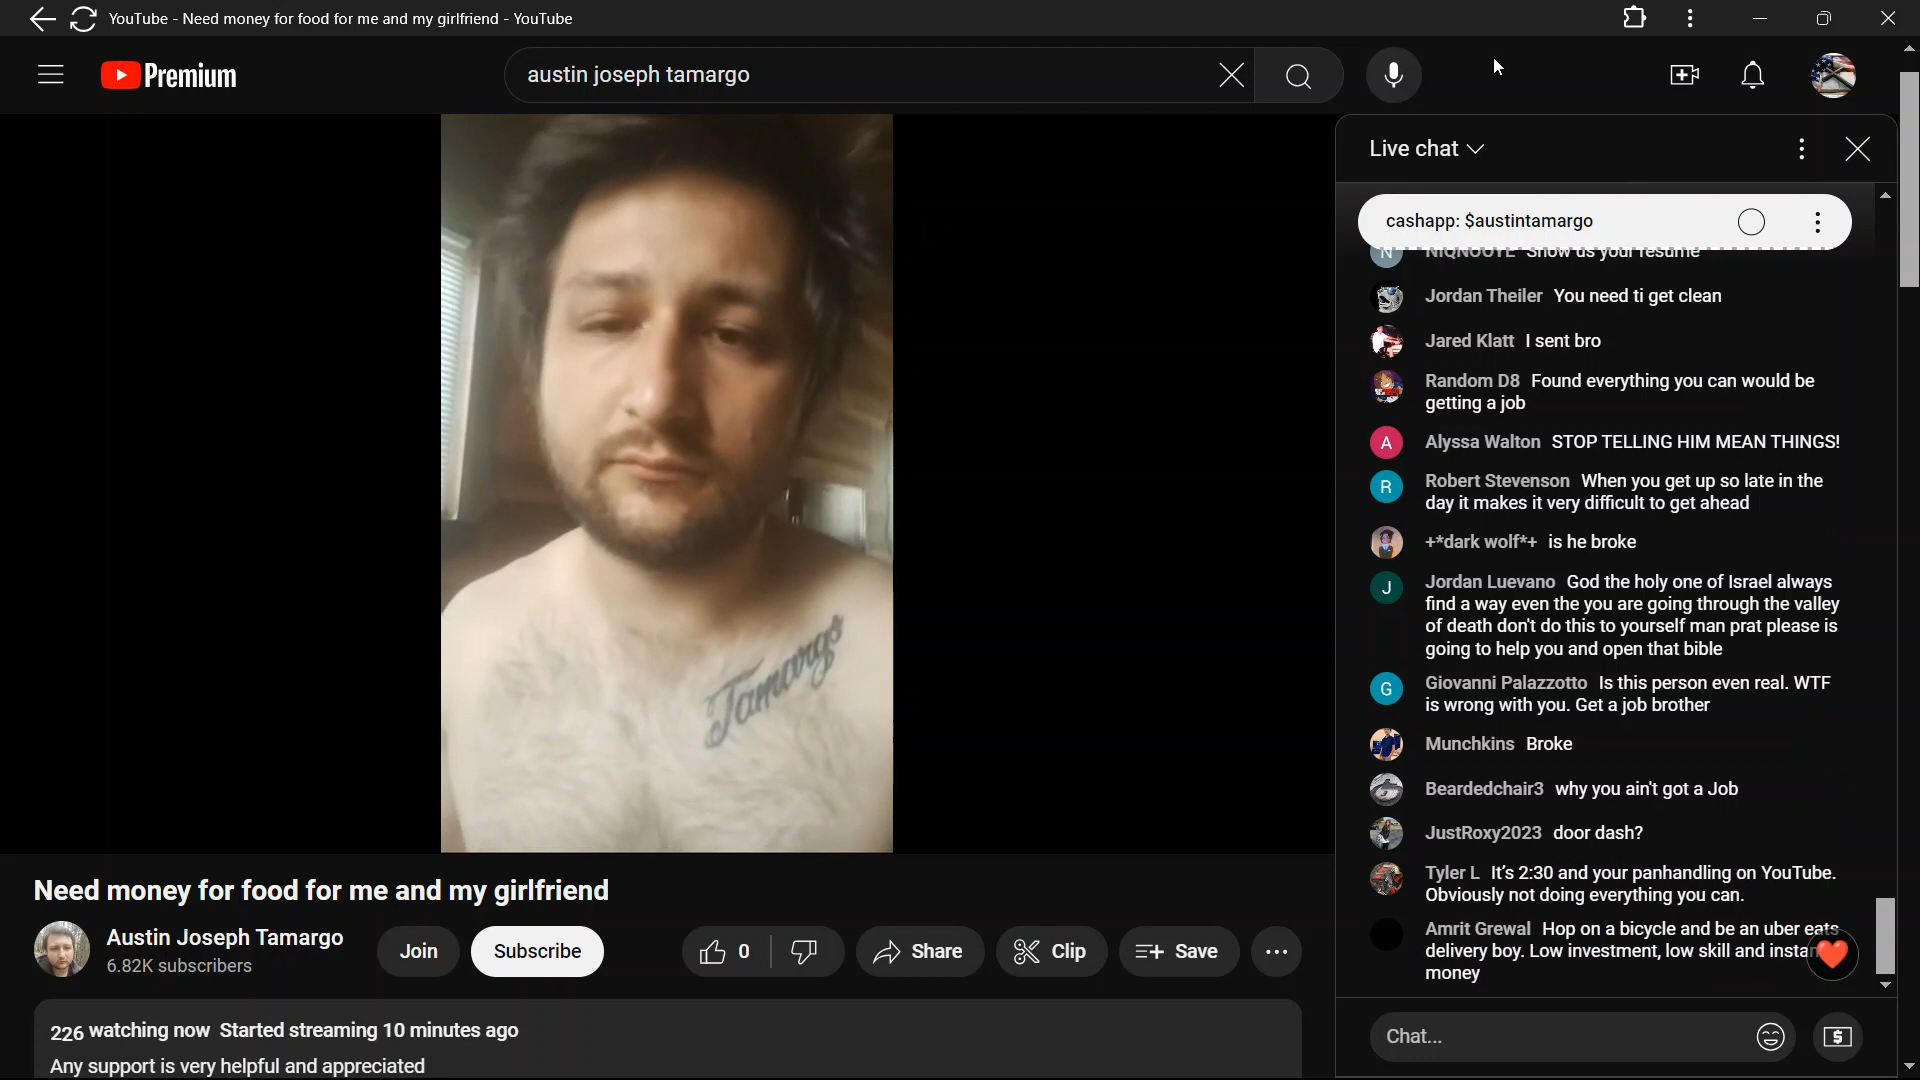 YouTube - Need money for food for me and my girlfriend - YouTube
Premium
austin joseph tamargo
Tamargo
Need money for food for me and my girlfriend
Austin Joseph Tamargo
6.82K subscribers
Join
Subscribe
0
Share
Clip
Save
226 watching now Started streaming 10 minutes ago
Any support is very helpful and appreciated
Live chat
cashapp: $austintamargo
Show us your resume
Jordan Theiler You need ti get clean
Jared Klatt I sent bro
Random D8 Found everything you can would be
getting a job
A
Alyssa Walton STOP TELLING HIM MEAN THINGS!
R
Robert Stevenson When you get up so late in the
day it makes it very difficult to get ahead
+*dark wolf*+ is he broke
J
Jordan Luevano God the holy one of Israel always
find a way even the you are going through the valley
of death don't do this to yourself man prat please is
going to help you and open that bible
G
Giovanni Palazzotto Is this person even real. WTF
is wrong with you. Get a job brother
Munchkins Broke
Beardedchair3 why you ain't got a Job
JustRoxy2023 door dash?
Tyler L It's 2:30 and your panhandling on YouTube.
Obviously not doing everything you can.
Amrit Grewal Hop on a bicycle and be an uber eats
delivery boy. Low investment, low skill and instant
money
Chat...